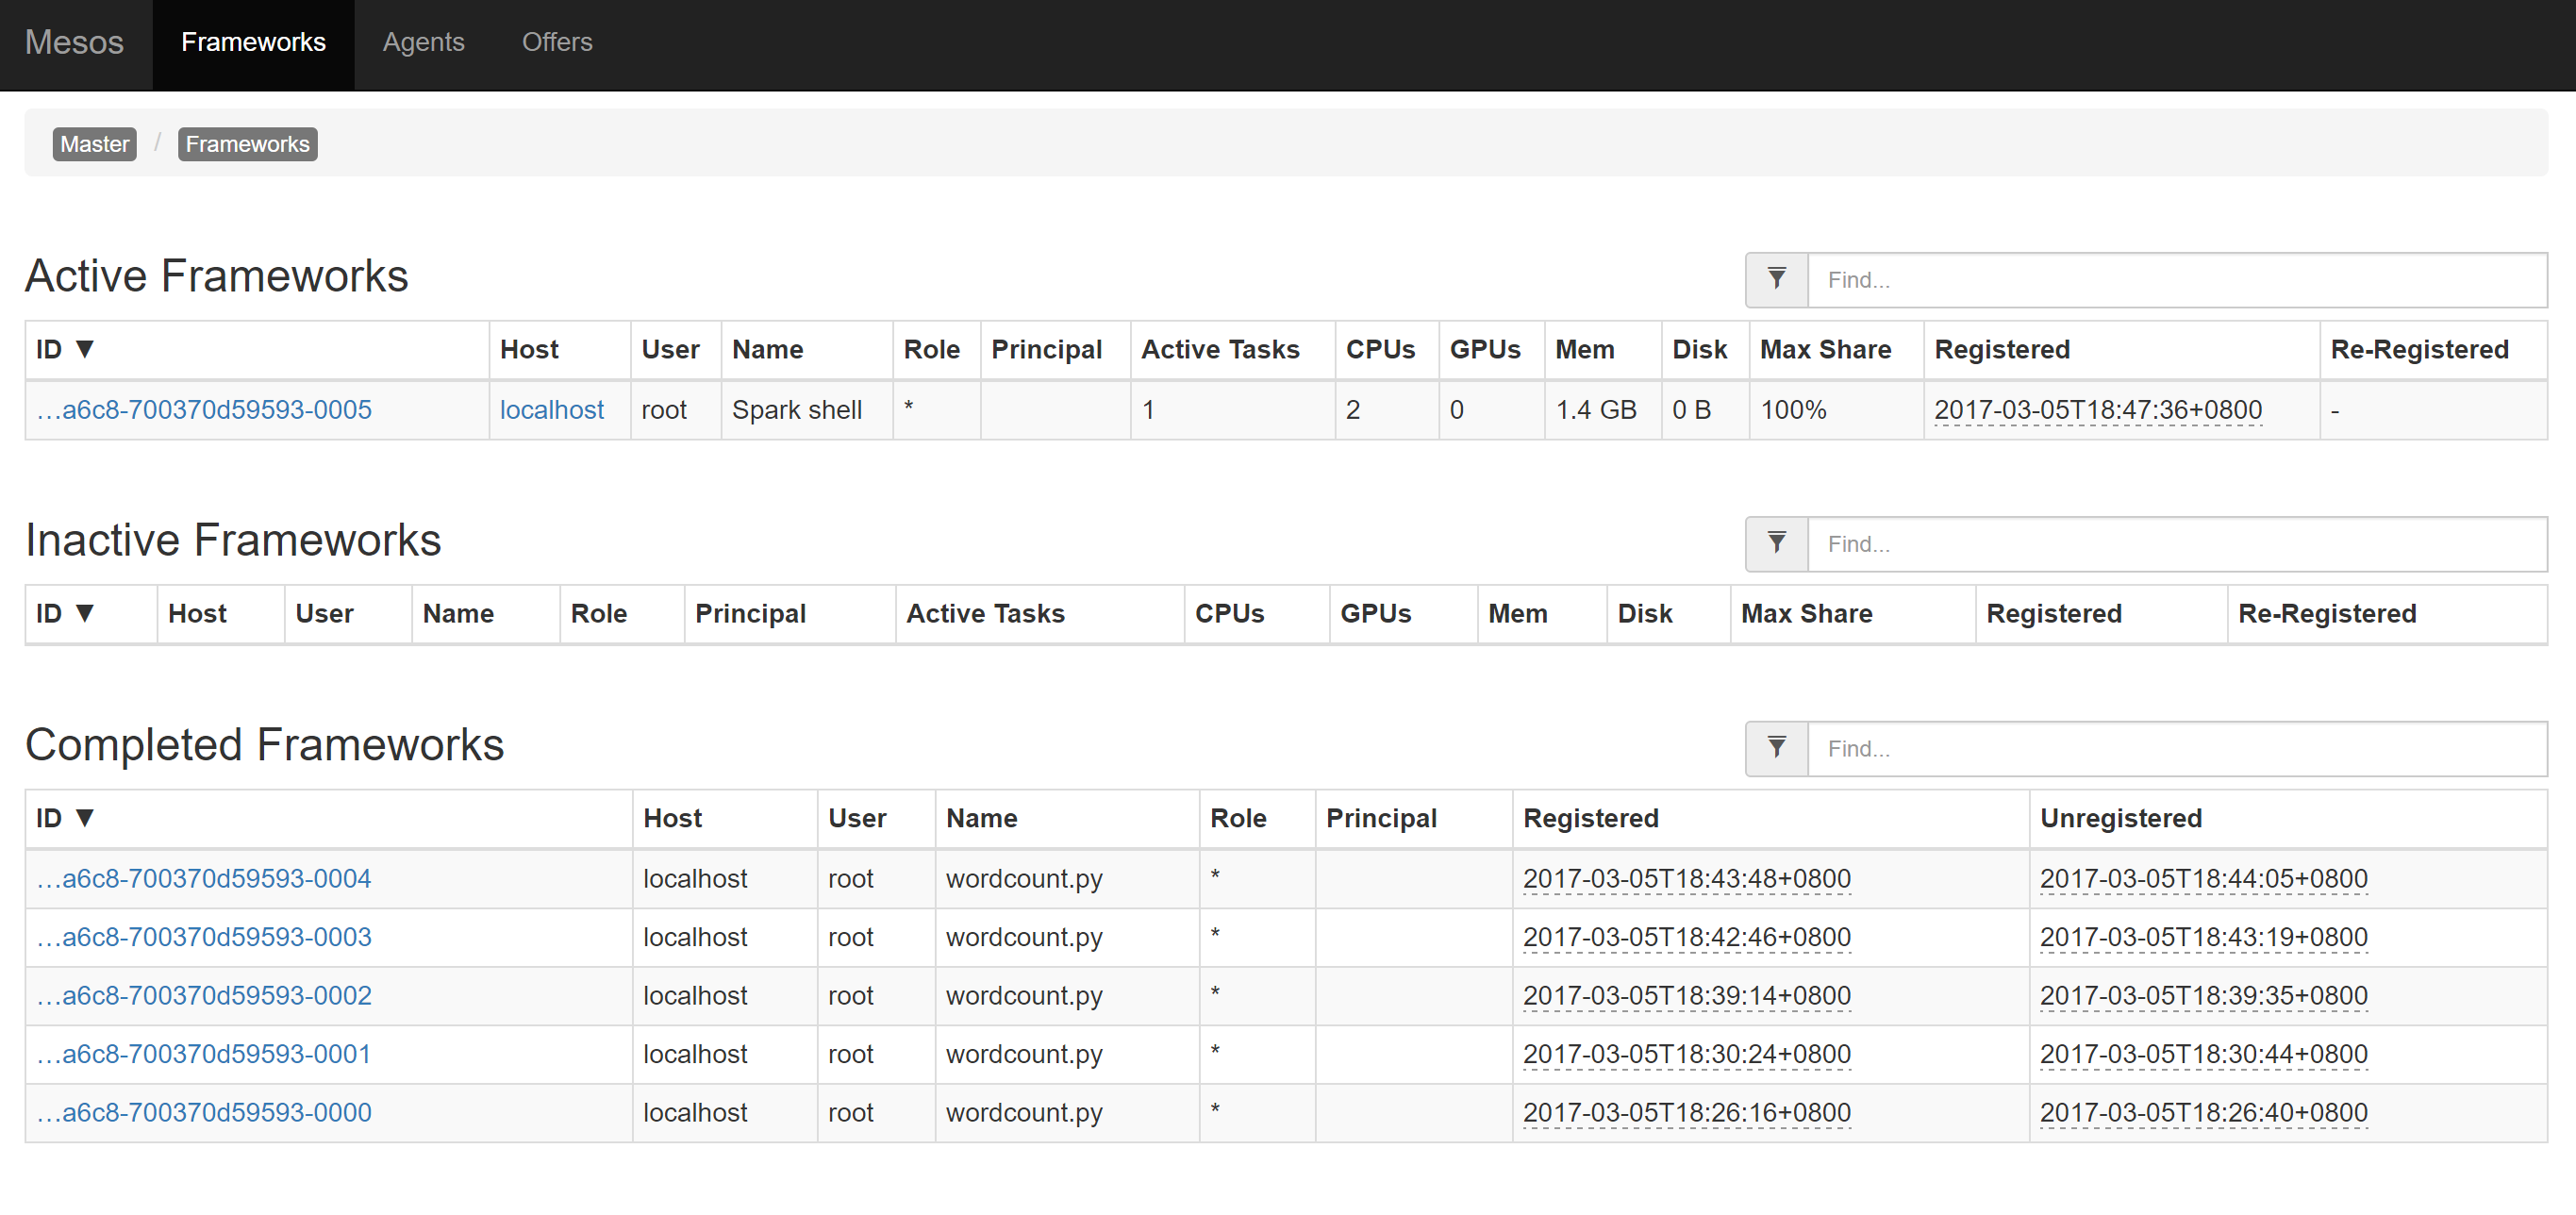 Mesos Frameworks Agents Offers
Master / Frameworks
Active Frameworks
Find...
ID ▼ Host User Name Role Principal Active Tasks CPUs GPUs Mem Disk Max Share Registered Re-Registered
…a6c8-700370d59593-0005 localhost root Spark shell * 1 2 0 1.4 GB 0 B 100% 2017-03-05T18:47:36+0800 -
Inactive Frameworks
Find...
ID ▼ Host User Name Role Principal Active Tasks CPUs GPUs Mem Disk Max Share Registered Re-Registered
Completed Frameworks
Find...
ID ▼ Host User Name Role Principal Registered Unregistered
…a6c8-700370d59593-0004 localhost root wordcount.py * 2017-03-05T18:43:48+0800 2017-03-05T18:44:05+0800
…a6c8-700370d59593-0003 localhost root wordcount.py * 2017-03-05T18:42:46+0800 2017-03-05T18:43:19+0800
…a6c8-700370d59593-0002 localhost root wordcount.py * 2017-03-05T18:39:14+0800 2017-03-05T18:39:35+0800
…a6c8-700370d59593-0001 localhost root wordcount.py * 2017-03-05T18:30:24+0800 2017-03-05T18:30:44+0800
…a6c8-700370d59593-0000 localhost root wordcount.py * 2017-03-05T18:26:16+0800 2017-03-05T18:26:40+0800